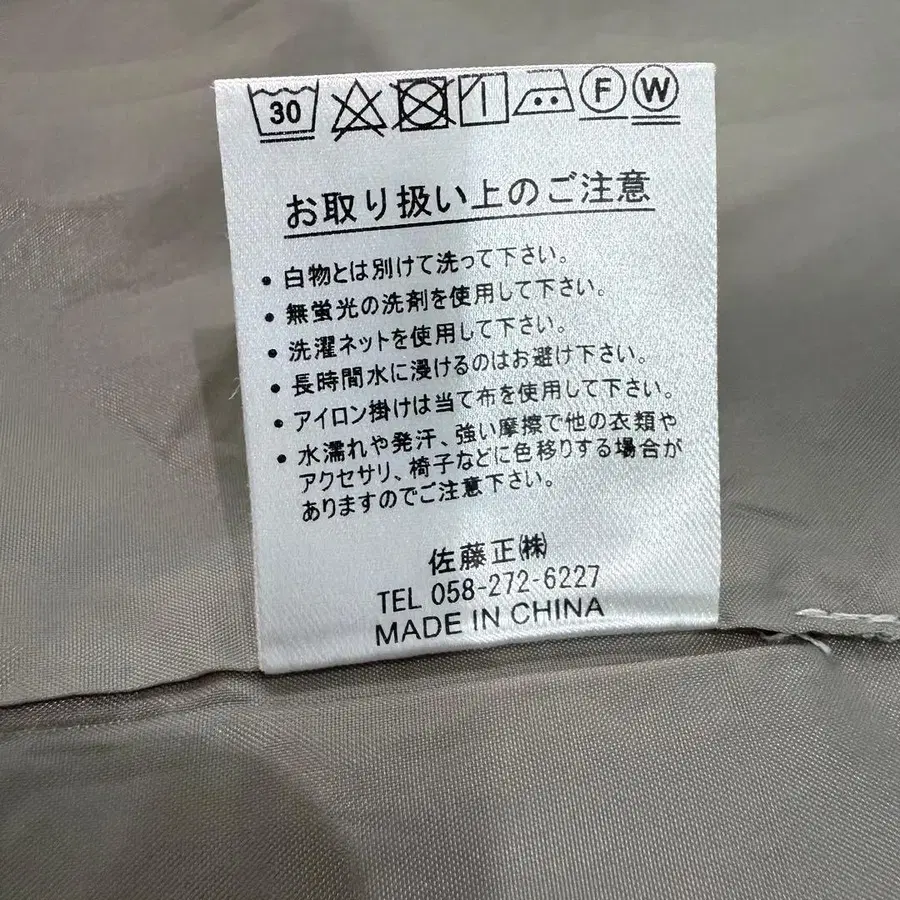 30 F W
お取り扱い上のご注意
• 白物とは別けて洗って下さい。
• 無蛍光の洗剤を使用して下さい。
• 洗濯ネットを使用して下さい。
• 長時間水に浸けるのはお避け下さい。
• アイロン掛けは当て布を使用して下さい。
• 水濡れや発汗、強い摩擦で他の衣類や
アクセサリ、椅子などに色移りする場合が
ありますのでご注意下さい。
佐藤正㈱
TEL 058-272-6227
MADE IN CHINA